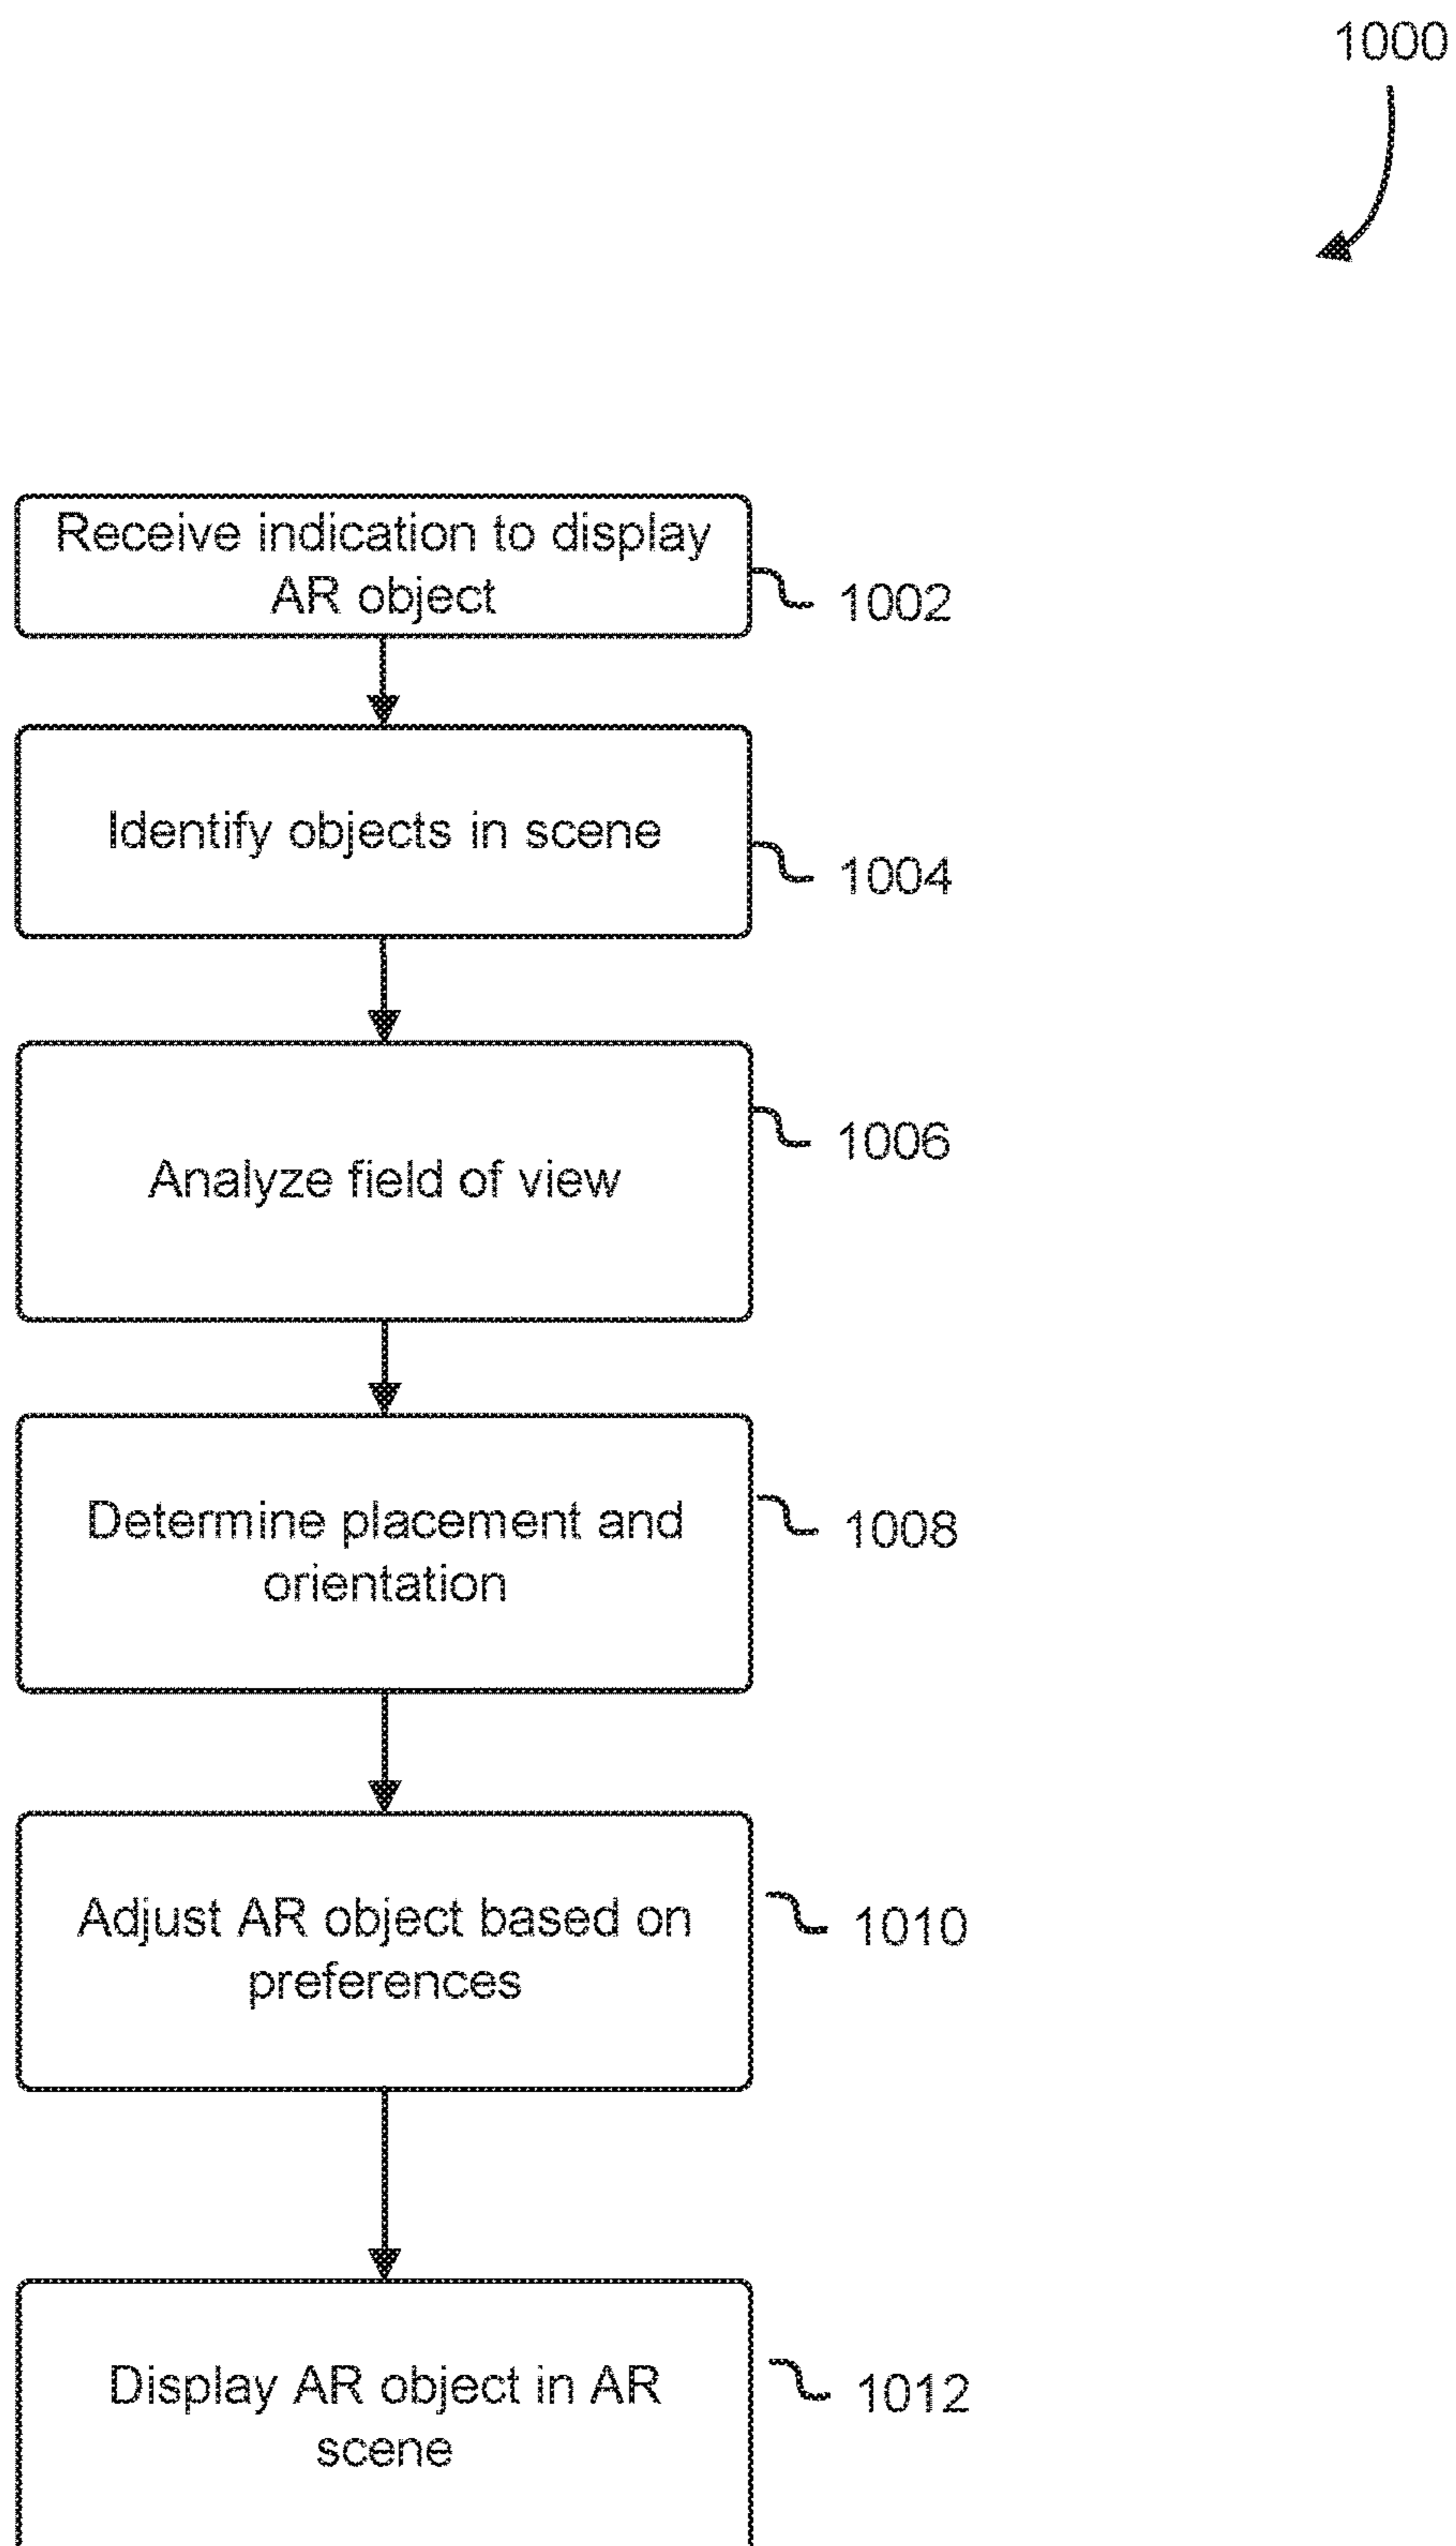 1000
Receive indication to display
AR object
1002
Identify objects in scene
1004
Analyze field of view
1006
Determine placement and
orientation
1008
Adjust AR object based on
preferences
1010
Display AR object in AR
scene
1012